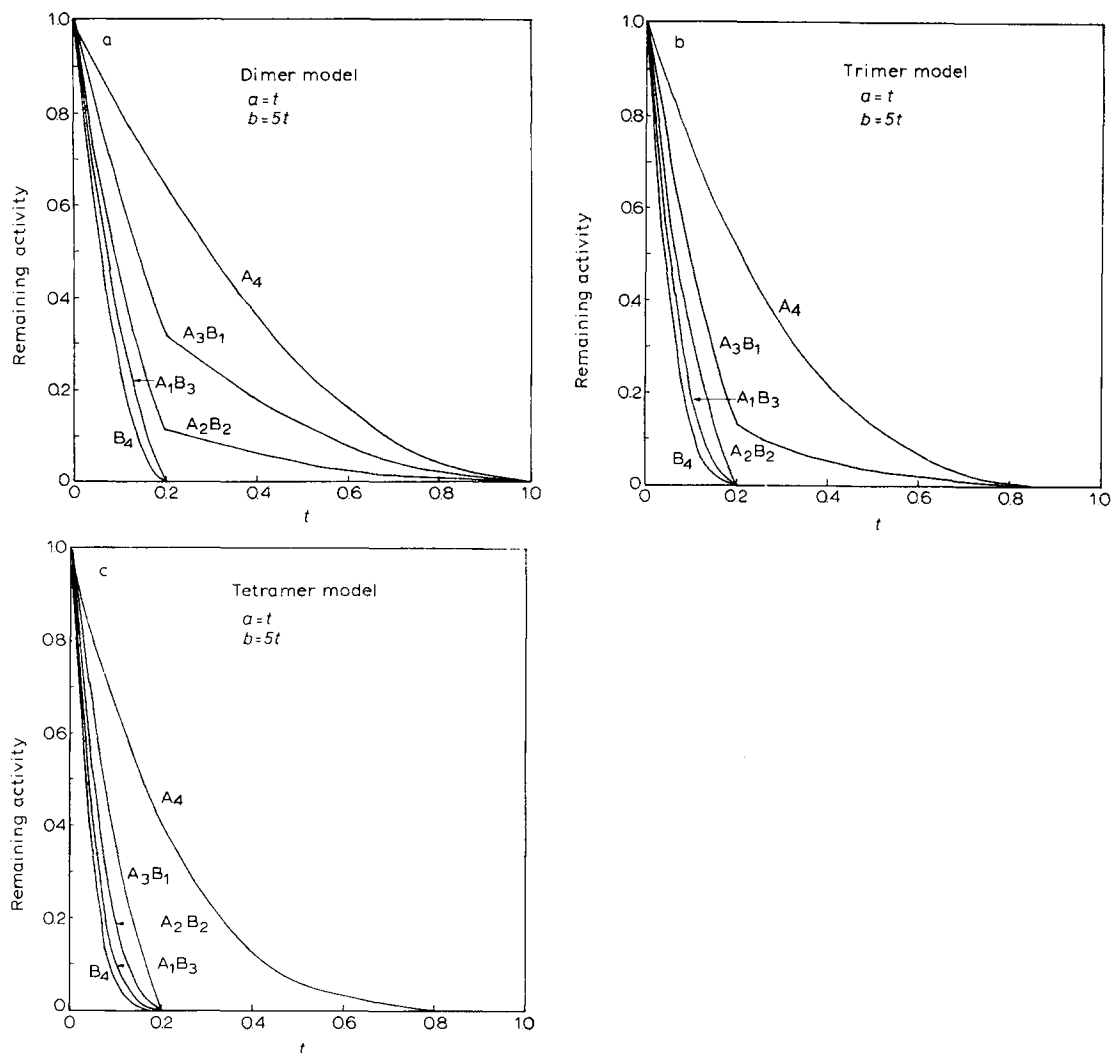 a
Dimer model
a = t
b = 5t
Remaining activity
1.0
0.8
0.6
0.4
0.2
0
A4
A3B1
A1B3
A2B2
B4
0
0.2
0.4
0.6
0.8
1.0
t
b
Trimer model
a = t
b = 5t
Remaining activity
1.0
0.8
0.6
0.4
0.2
0
A4
A3B1
A1B3
A2B2
B4
0
0.2
0.4
0.6
0.8
1.0
t
c
Tetramer model
a = t
b = 5t
Remaining activity
1.0
0.8
0.6
0.4
0.2
0
A4
A3B1
A2B2
A1B3
B4
0
0.2
0.4
0.6
0.8
1.0
t